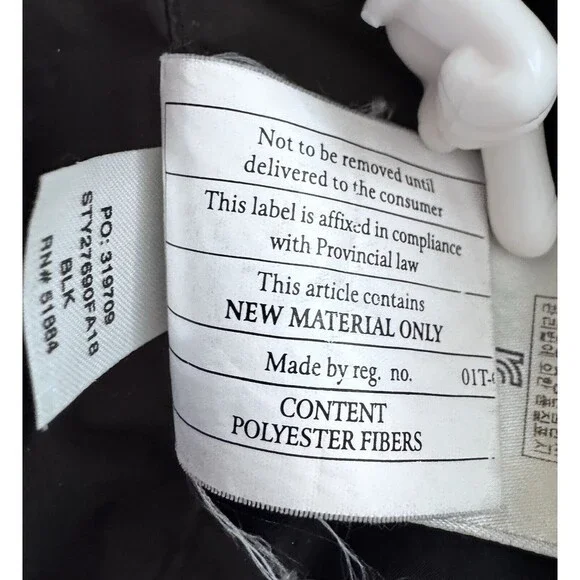 PO: 319709
STY27690FA18
BLK
RN# 51884
Not to be removed until
delivered to the consumer
This label is affixed in compliance
with Provincial law
This article contains
NEW MATERIAL ONLY
Made by reg. no. 01T-
CONTENT
POLYESTER FIBERS